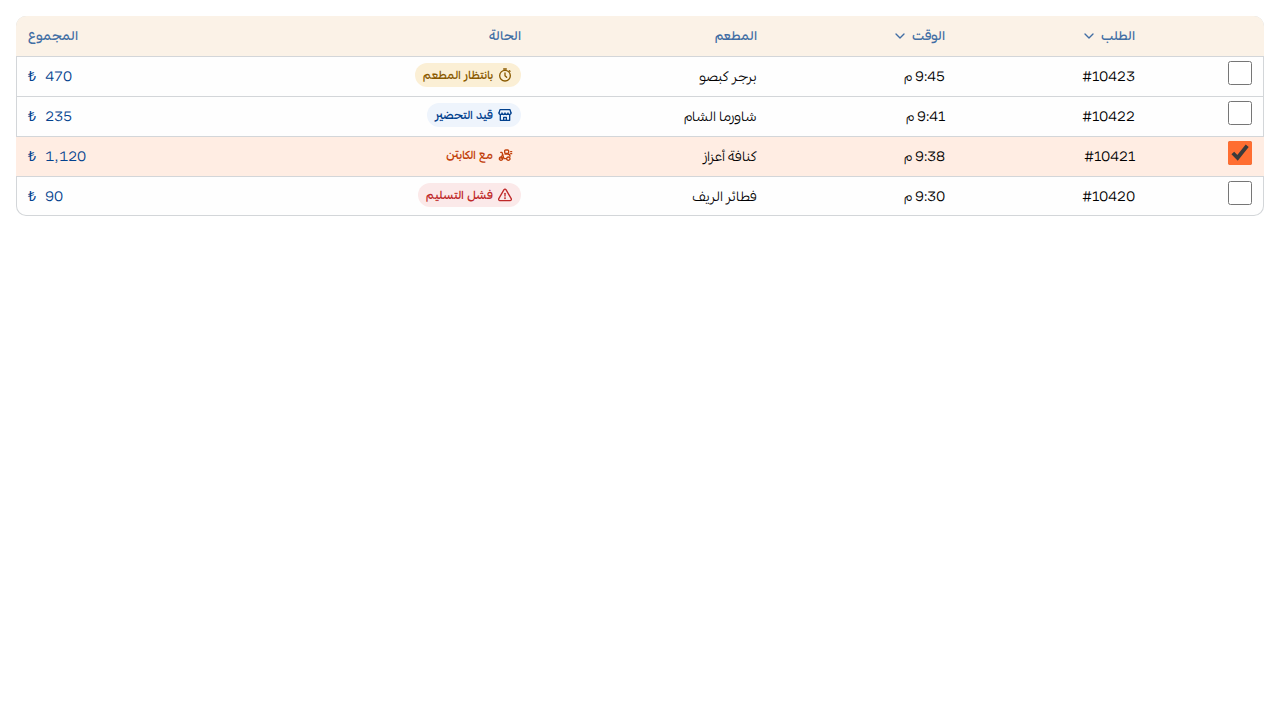 الطلب الوقت المطعم الحالة المجموع
#10423 9:45 م برجر كبصو بانتظار المطعم 470 ₺
#10422 9:41 م شاورما الشام قيد التحضير 235 ₺
#10421 9:38 م كنافة أعزاز مع الكابتن 1,120 ₺
#10420 9:30 م فطائر الريف فشل التسليم 90 ₺